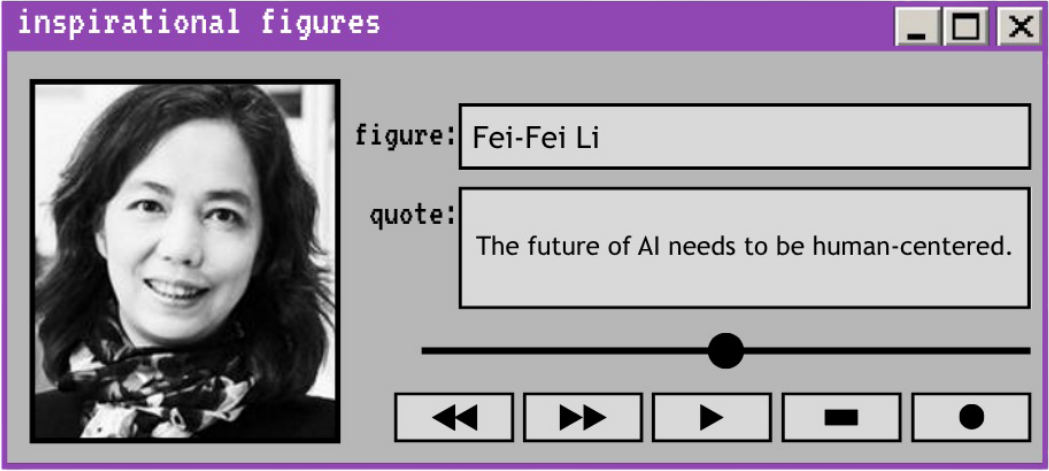 inspirational figures
figure: Fei-Fei Li
quote: The future of AI needs to be human-centered.